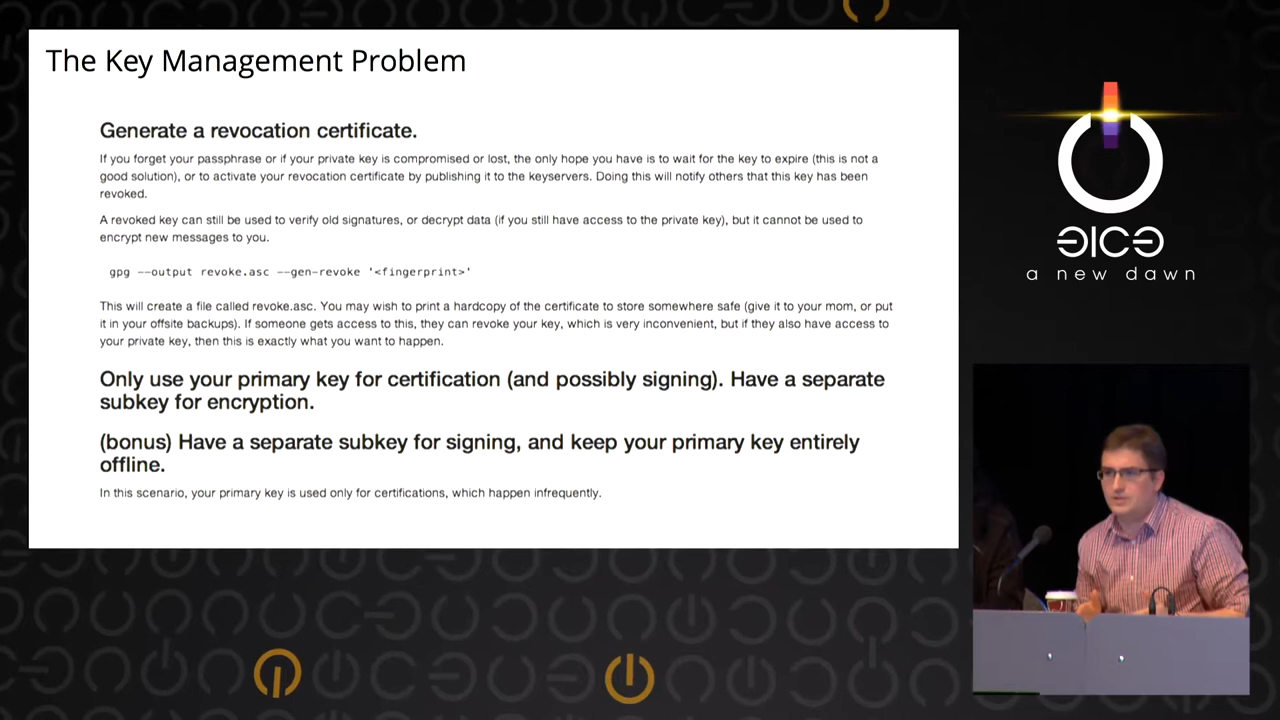 The Key Management Problem
Generate a revocation certificate.
If you forget your passphrase or if your private key is compromised or lost, the only hope you have is to wait for the key to expire (this is not a
good solution), or to activate your revocation certificate by publishing it to the keyservers. Doing this will notify others that this key has been
revoked.
A revoked key can still be used to verify old signatures, or decrypt data (if you still have access to the private key), but it cannot be used to
encrypt new messages to you.
gpg --output revoke.asc --gen-revoke '<fingerprint>'
This will create a file called revoke.asc. You may wish to print a hardcopy of the certificate to store somewhere safe (give it to your mom, or put
it in your offsite backups). If someone gets access to this, they can revoke your key, which is very inconvenient, but if they also have access to
your private key, then this is exactly what you want to happen.
Only use your primary key for certification (and possibly signing). Have a separate
subkey for encryption.
(bonus) Have a separate subkey for signing, and keep your primary key entirely
offline.
In this scenario, your primary key is used only for certifications, which happen infrequently.
a new dawn